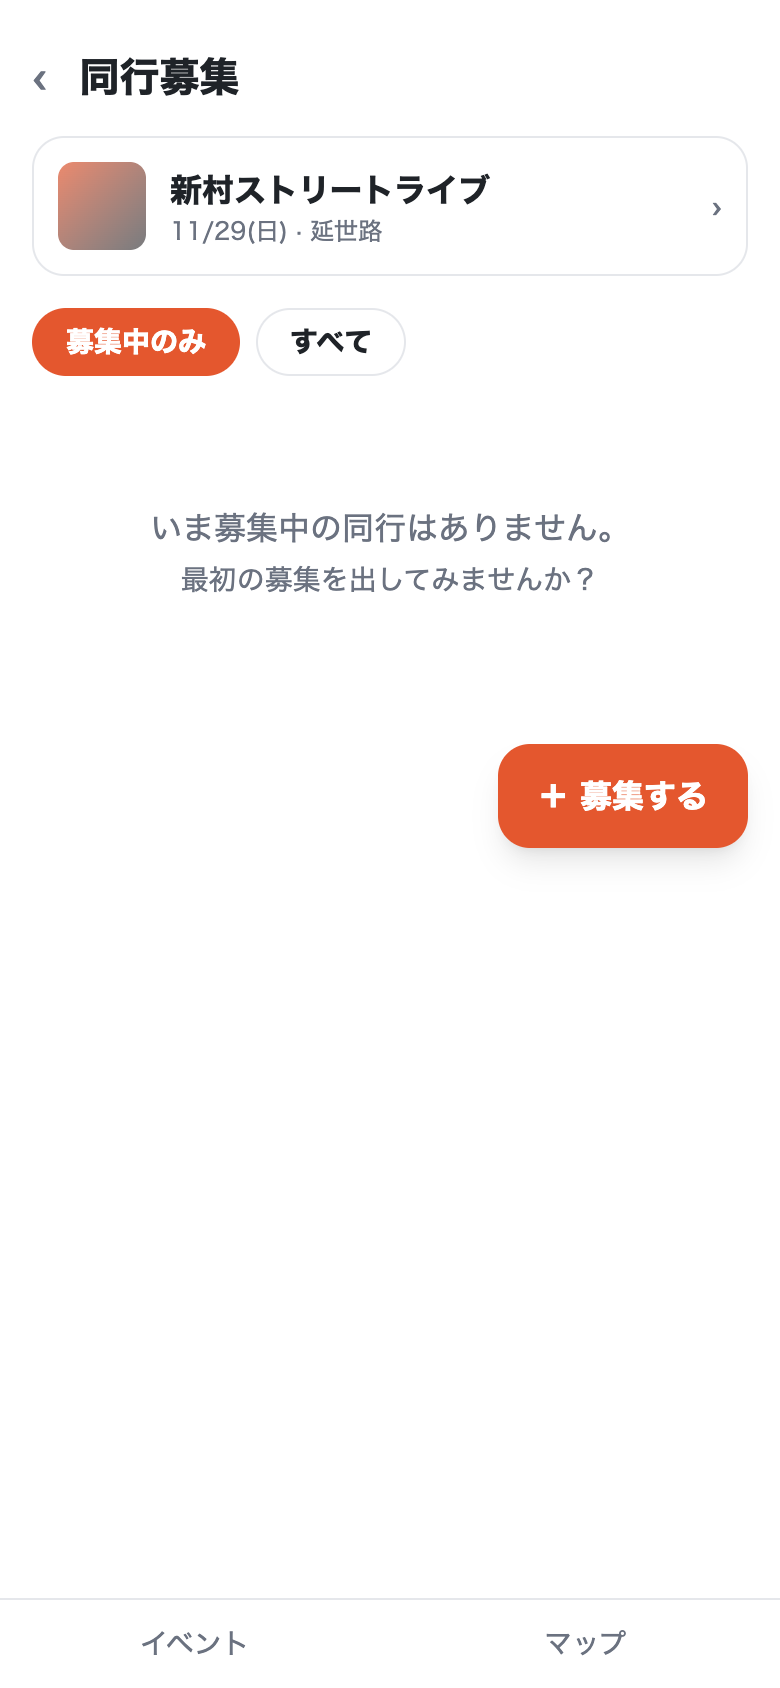 ‹ 同行募集
新村ストリートライブ
11/29(日) · 延世路
›
募集中のみ すべて
いま募集中の同行はありません。
最初の募集を出してみませんか？
＋ 募集する
イベント マップ